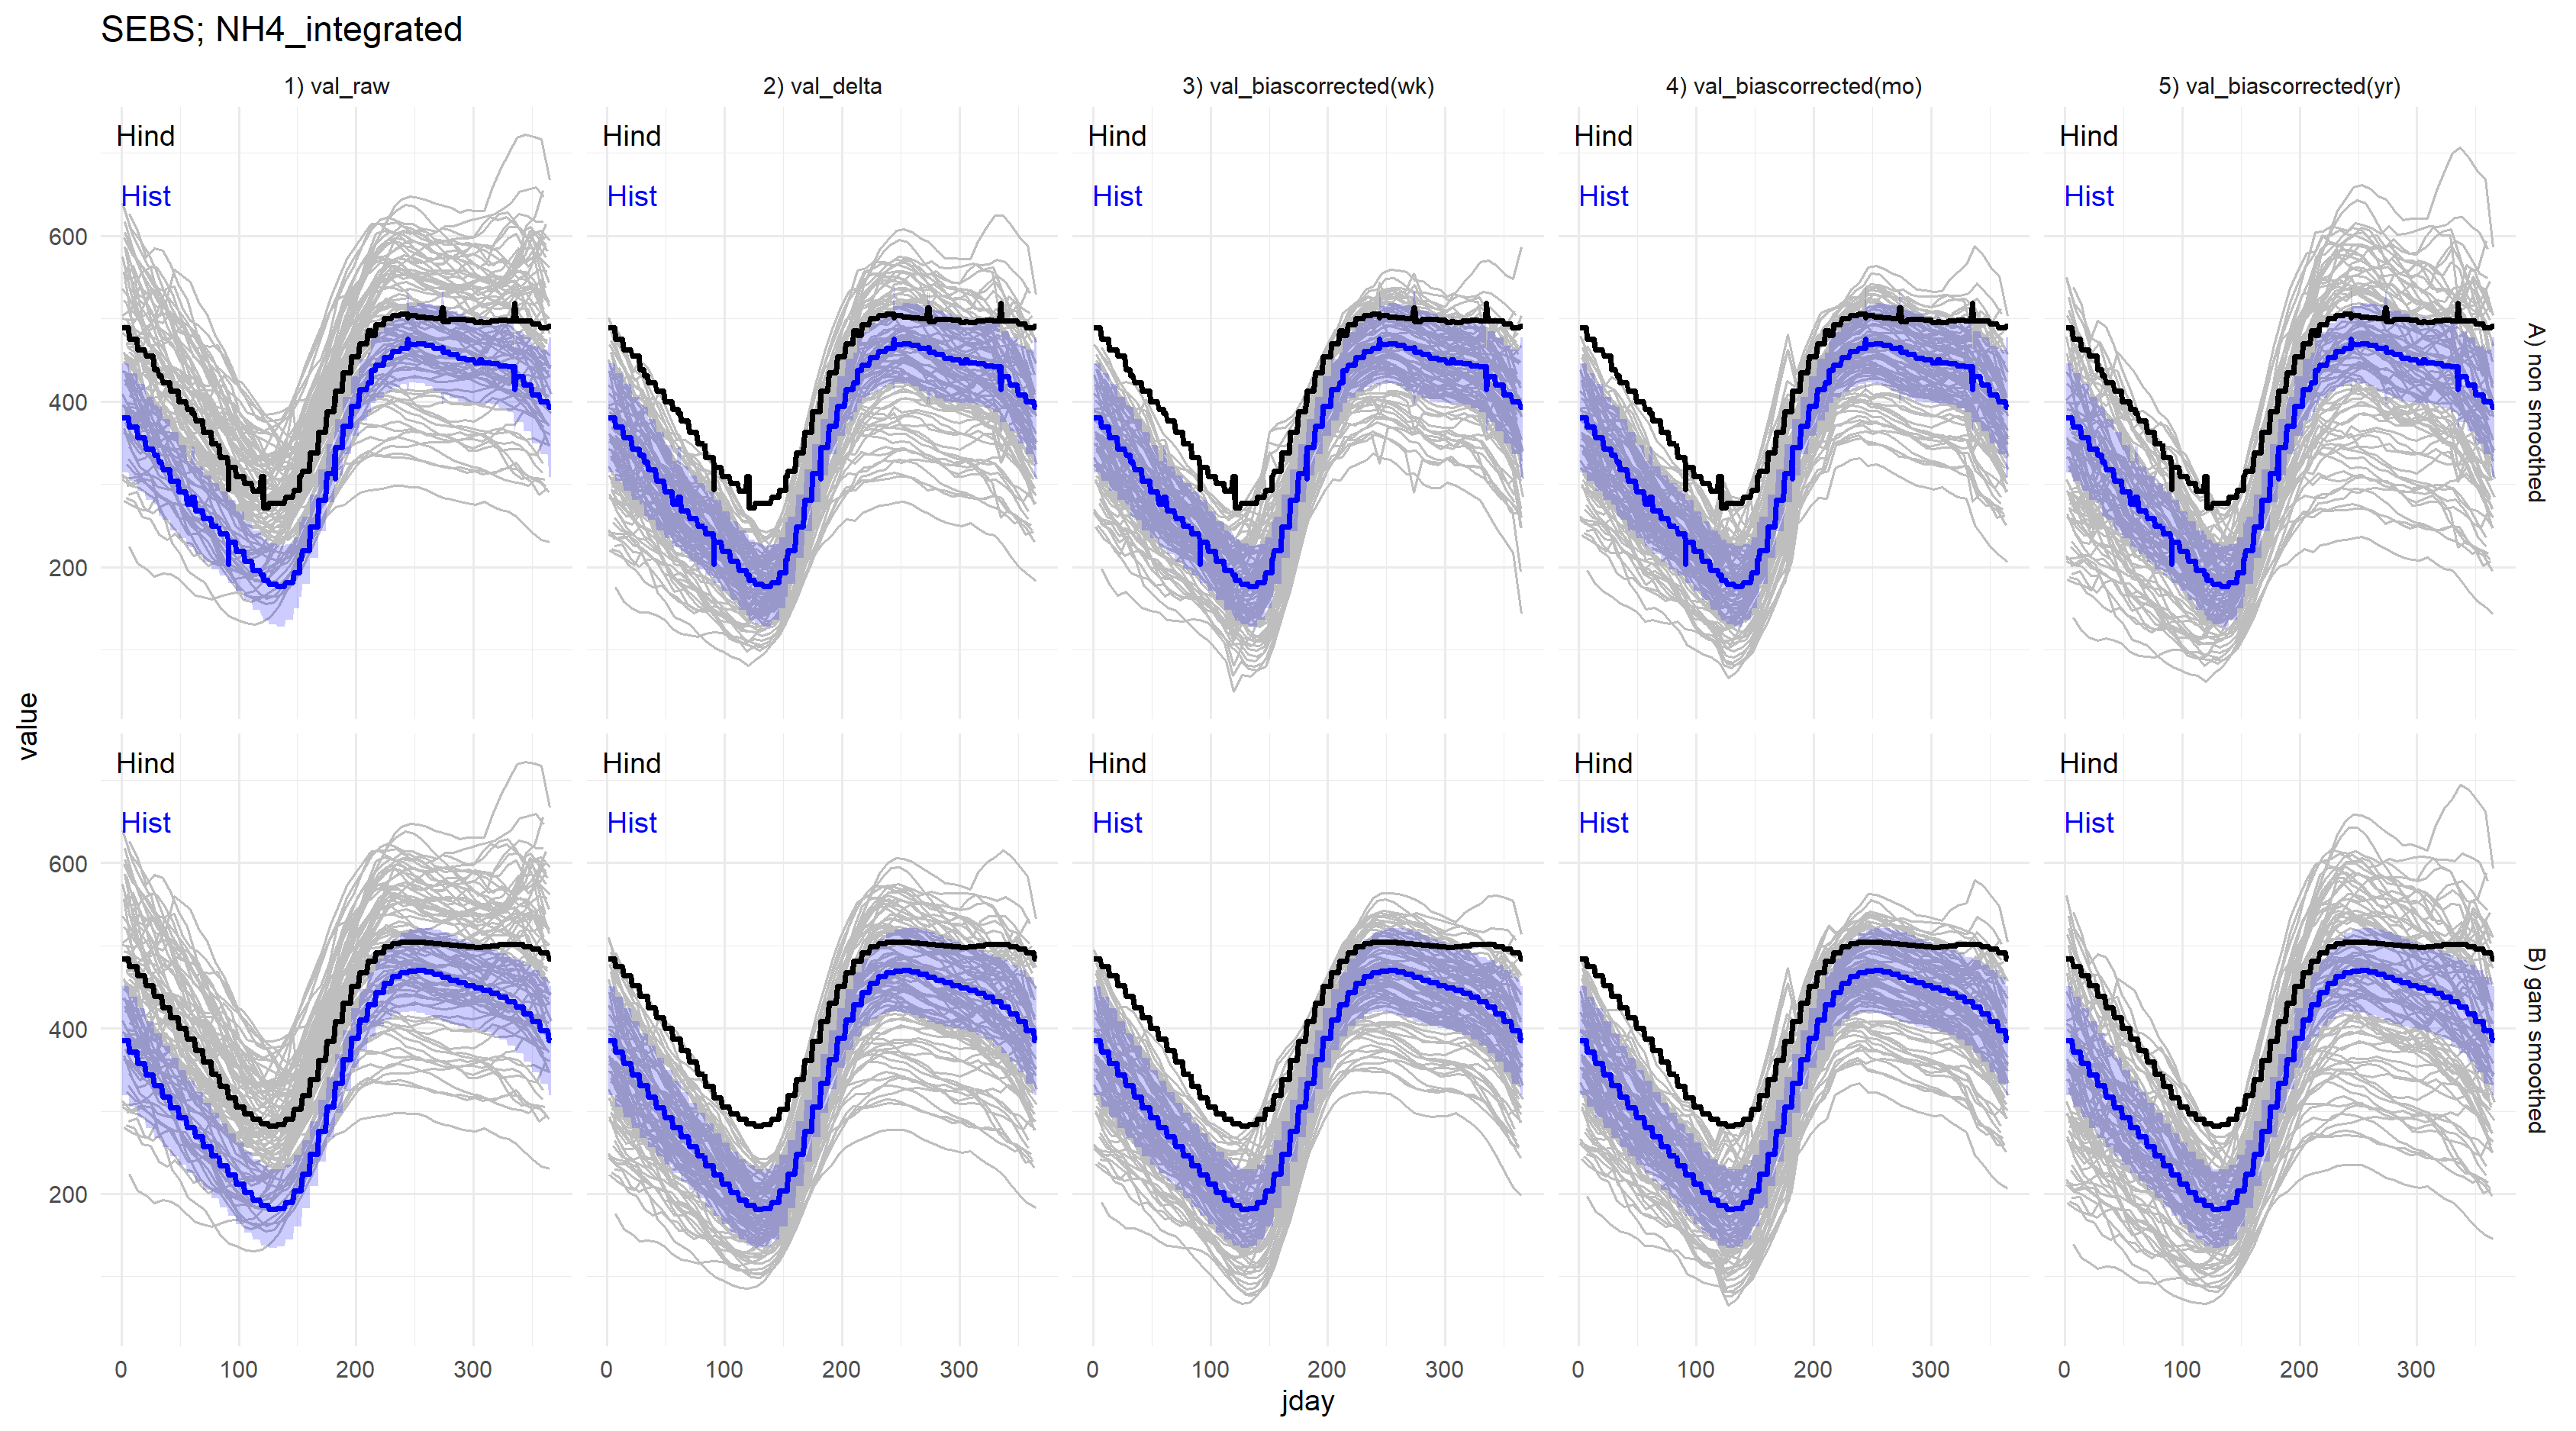 SEBS; NH4_integrated
1) val_raw
2) val_delta
3) val_biascorrected(wk)
4) val_biascorrected(mo)
5) val_biascorrected(yr)
Hind
Hind
Hind
Hind
Hind
Hist
Hist
Hist
Hist
Hist
600
400
200
A) non smoothed
value
Hind
Hind
Hind
Hind
Hind
Hist
Hist
Hist
Hist
Hist
600
400
200
B) gam smoothed
0 100 200 300
0 100 200 300
0 100 200 300
0 100 200 300
0 100 200 300
jday